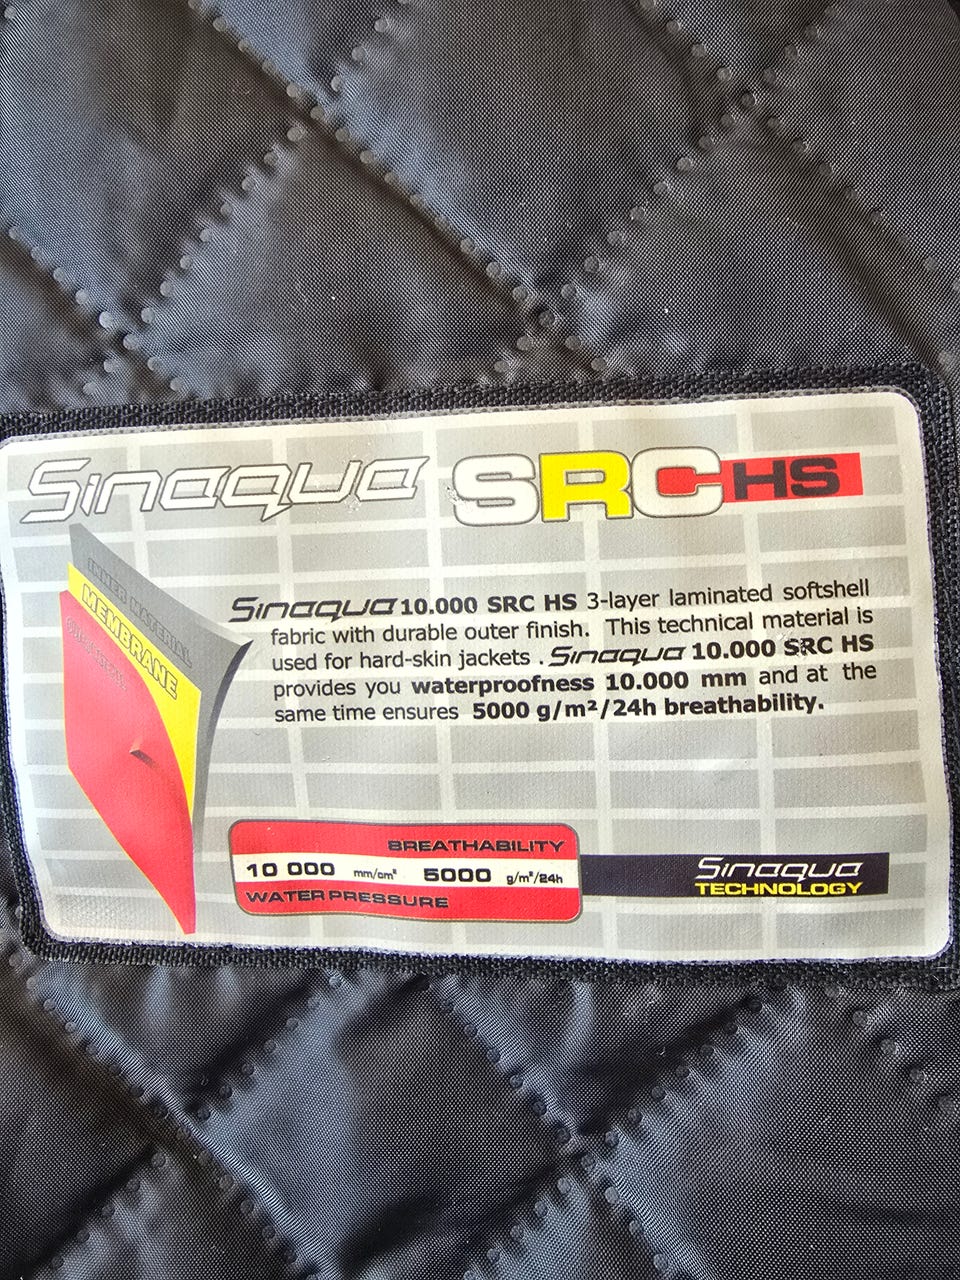 Sinaqua SRC HS
INNER MATERIAL
MEMBRANE
Sinaqua 10.000 SRC HS 3-layer laminated softshell
fabric with durable outer finish. This technical material is
used for hard-skin jackets . Sinaqua 10.000 SRC HS
provides you waterproofness 10.000 mm and at the
same time ensures 5000 g/m²/24h breathability.
BREATHABILITY
10 000 mm/cm² 5000 g/m²/24h
WATER PRESSURE
Sinaqua
TECHNOLOGY